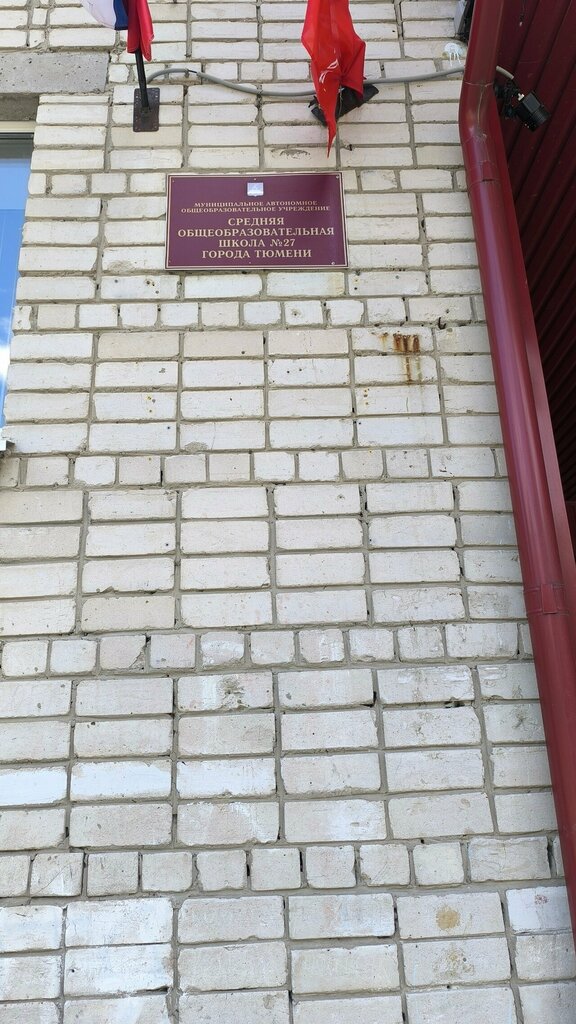 МУНИЦИПАЛЬНОЕ АВТОНОМНОЕ
ОБЩЕОБРАЗОВАТЕЛЬНОЕ УЧРЕЖДЕНИЕ
СРЕДНЯЯ
ОБЩЕОБРАЗОВАТЕЛЬНАЯ
ШКОЛА №27
ГОРОДА ТЮМЕНИ